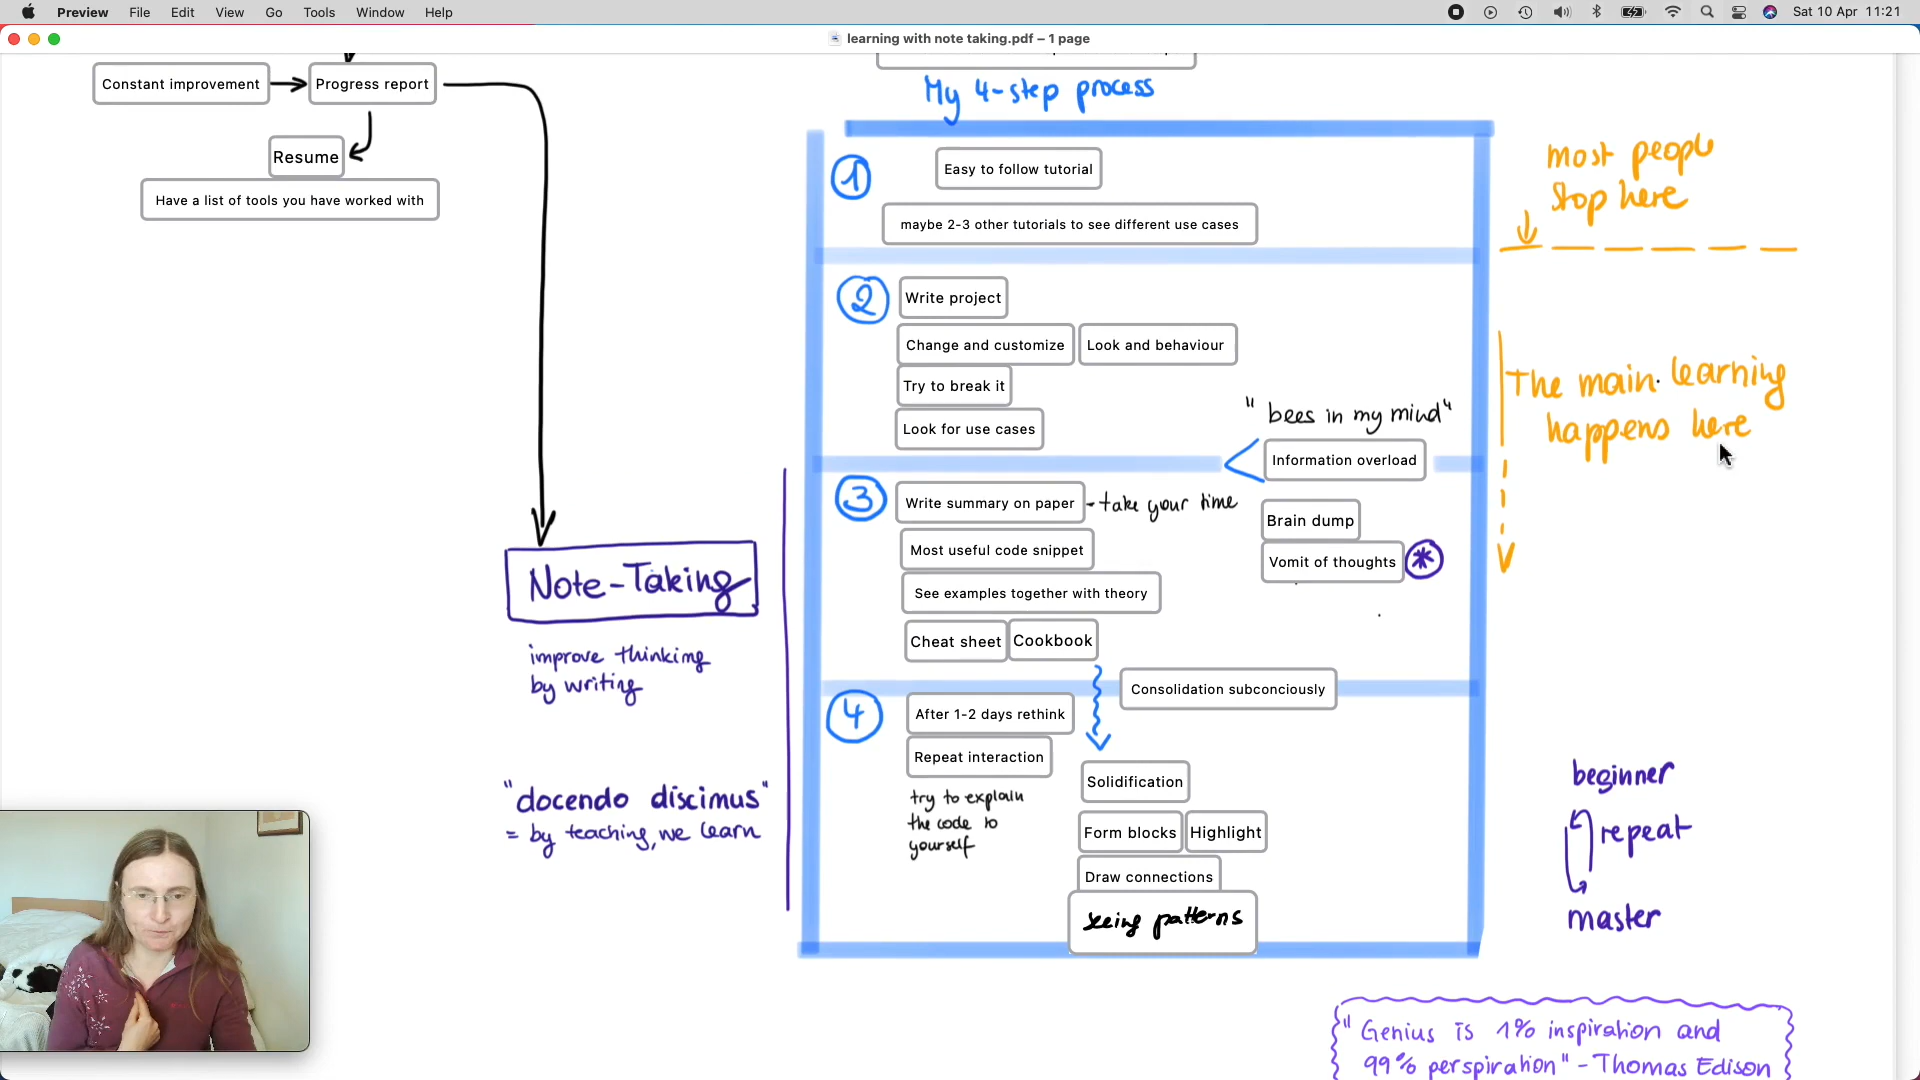 Preview File Edit View Go Tools Window Help
Sat 10 Apr 11:21
learning with note taking.pdf – 1 page
Constant improvement
Progress report
Resume
Have a list of tools you have worked with
My 4-step process
1
Easy to follow tutorial
maybe 2-3 other tutorials to see different use cases
most people
stop here
2
Write project
Change and customize
Look and behaviour
Try to break it
Look for use cases
The main learning
happens here
"bees in my mind"
Information overload
3
Write summary on paper
- take your time
Most useful code snippet
See examples together with theory
Cheat sheet
Cookbook
Brain dump
Vomit of thoughts
*
Note-Taking
improve thinking
by writing
"docendo discimus"
= by teaching, we learn
Consolidation subconciously
4
After 1-2 days rethink
Repeat interaction
try to explain
the code to
yourself
Solidification
Form blocks
Highlight
Draw connections
seeing patterns
beginner
repeat
master
"Genius is 1% inspiration and
99% perspiration" - Thomas Edison